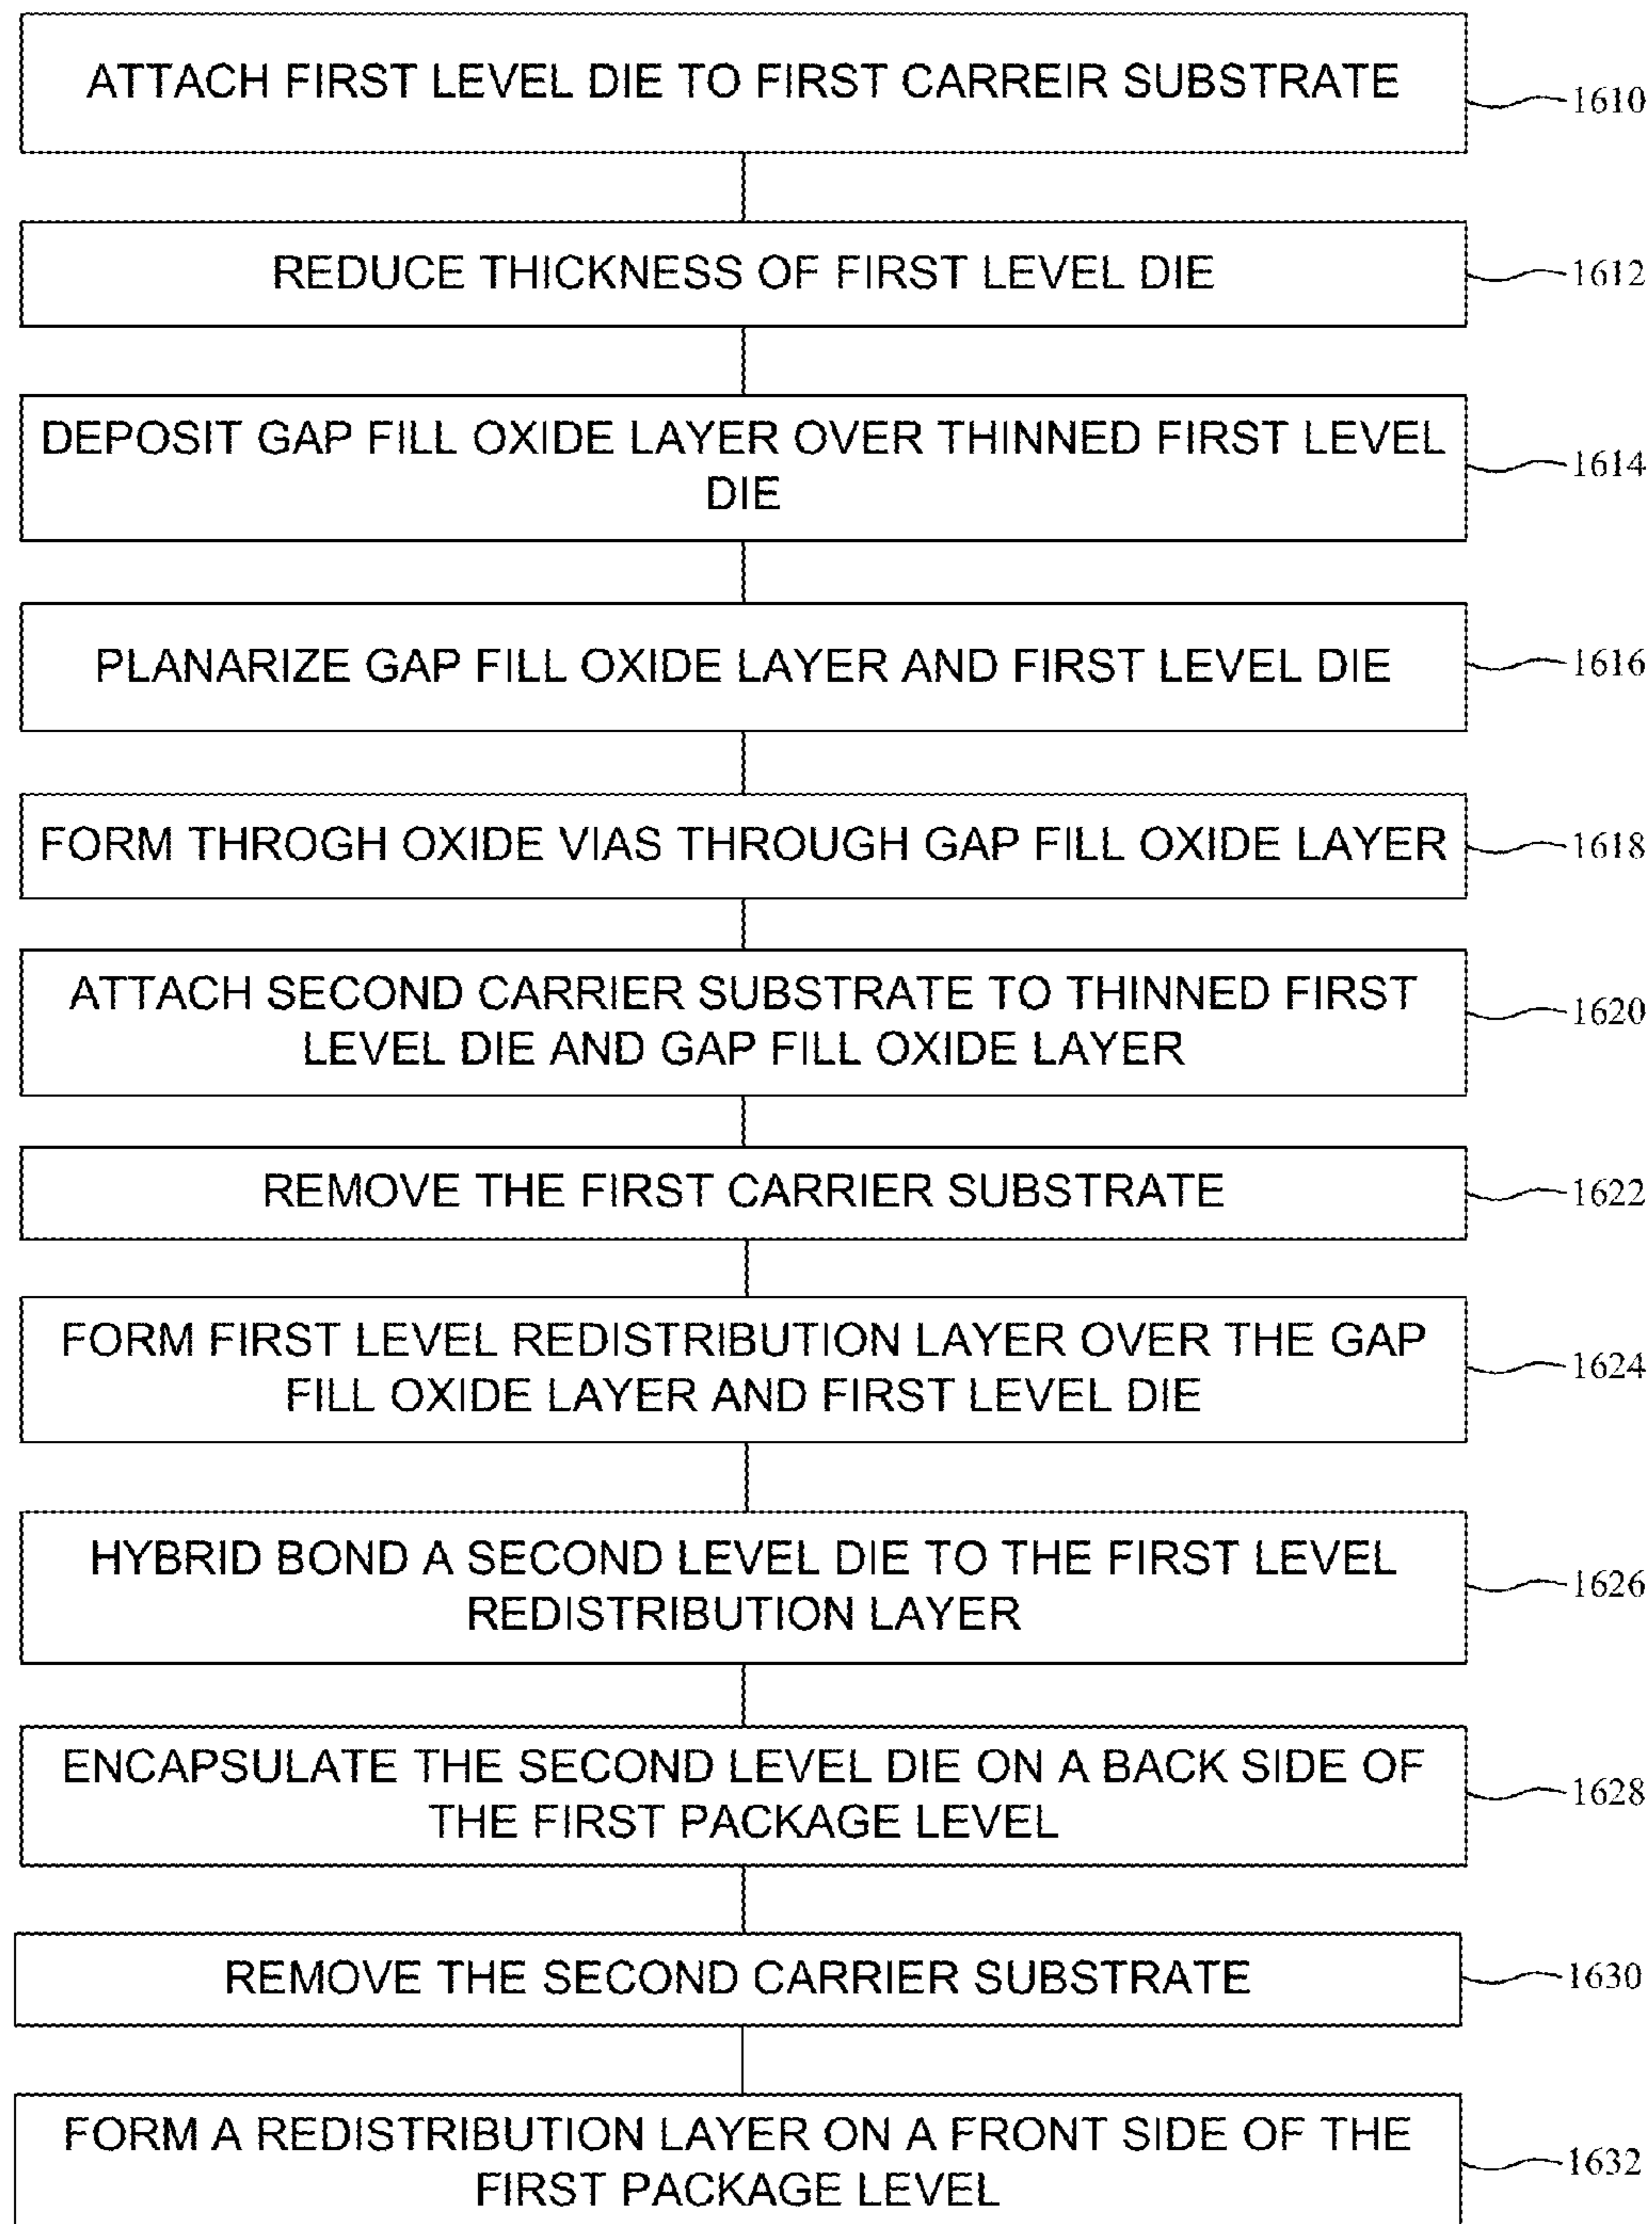 ATTACH FIRST LEVEL DIE TO FIRST CARREIR SUBSTRATE
1610
REDUCE THICKNESS OF FIRST LEVEL DIE
1612
DEPOSIT GAP FILL OXIDE LAYER OVER THINNED FIRST LEVEL
DIE
1614
PLANARIZE GAP FILL OXIDE LAYER AND FIRST LEVEL DIE
1616
FORM THROGH OXIDE VIAS THROUGH GAP FILL OXIDE LAYER
1618
ATTACH SECOND CARRIER SUBSTRATE TO THINNED FIRST
LEVEL DIE AND GAP FILL OXIDE LAYER
1620
REMOVE THE FIRST CARRIER SUBSTRATE
1622
FORM FIRST LEVEL REDISTRIBUTION LAYER OVER THE GAP
FILL OXIDE LAYER AND FIRST LEVEL DIE
1624
HYBRID BOND A SECOND LEVEL DIE TO THE FIRST LEVEL
REDISTRIBUTION LAYER
1626
ENCAPSULATE THE SECOND LEVEL DIE ON A BACK SIDE OF
THE FIRST PACKAGE LEVEL
1628
REMOVE THE SECOND CARRIER SUBSTRATE
1630
FORM A REDISTRIBUTION LAYER ON A FRONT SIDE OF THE
FIRST PACKAGE LEVEL
1632